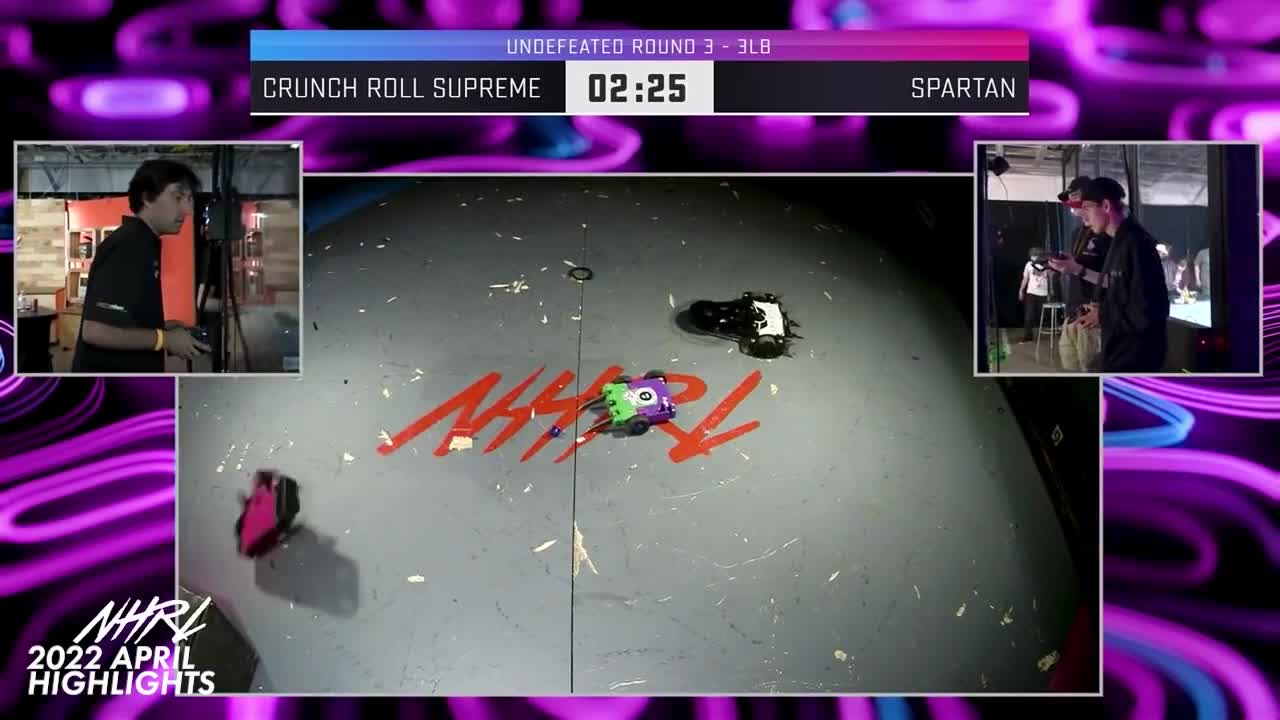 UNDEFEATED ROUND 3 - 3LB
CRUNCH ROLL SUPREME
02:25
SPARTAN
NHRL
NHRL
2022 APRIL
HIGHLIGHTS